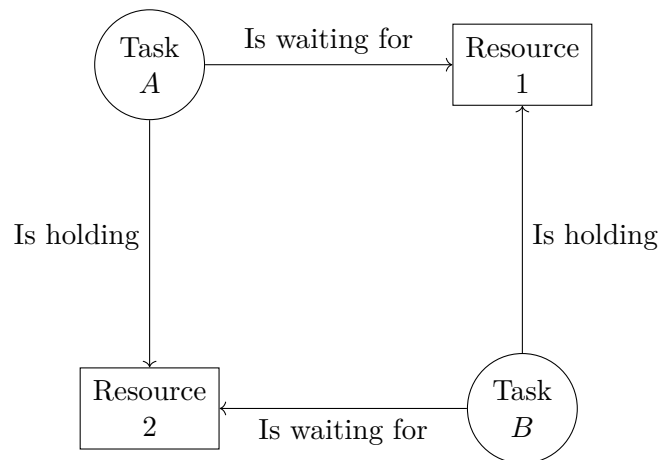 Task
A
Is waiting for
Resource
1
Is holding
Is holding
Resource
2
Is waiting for
Task
B